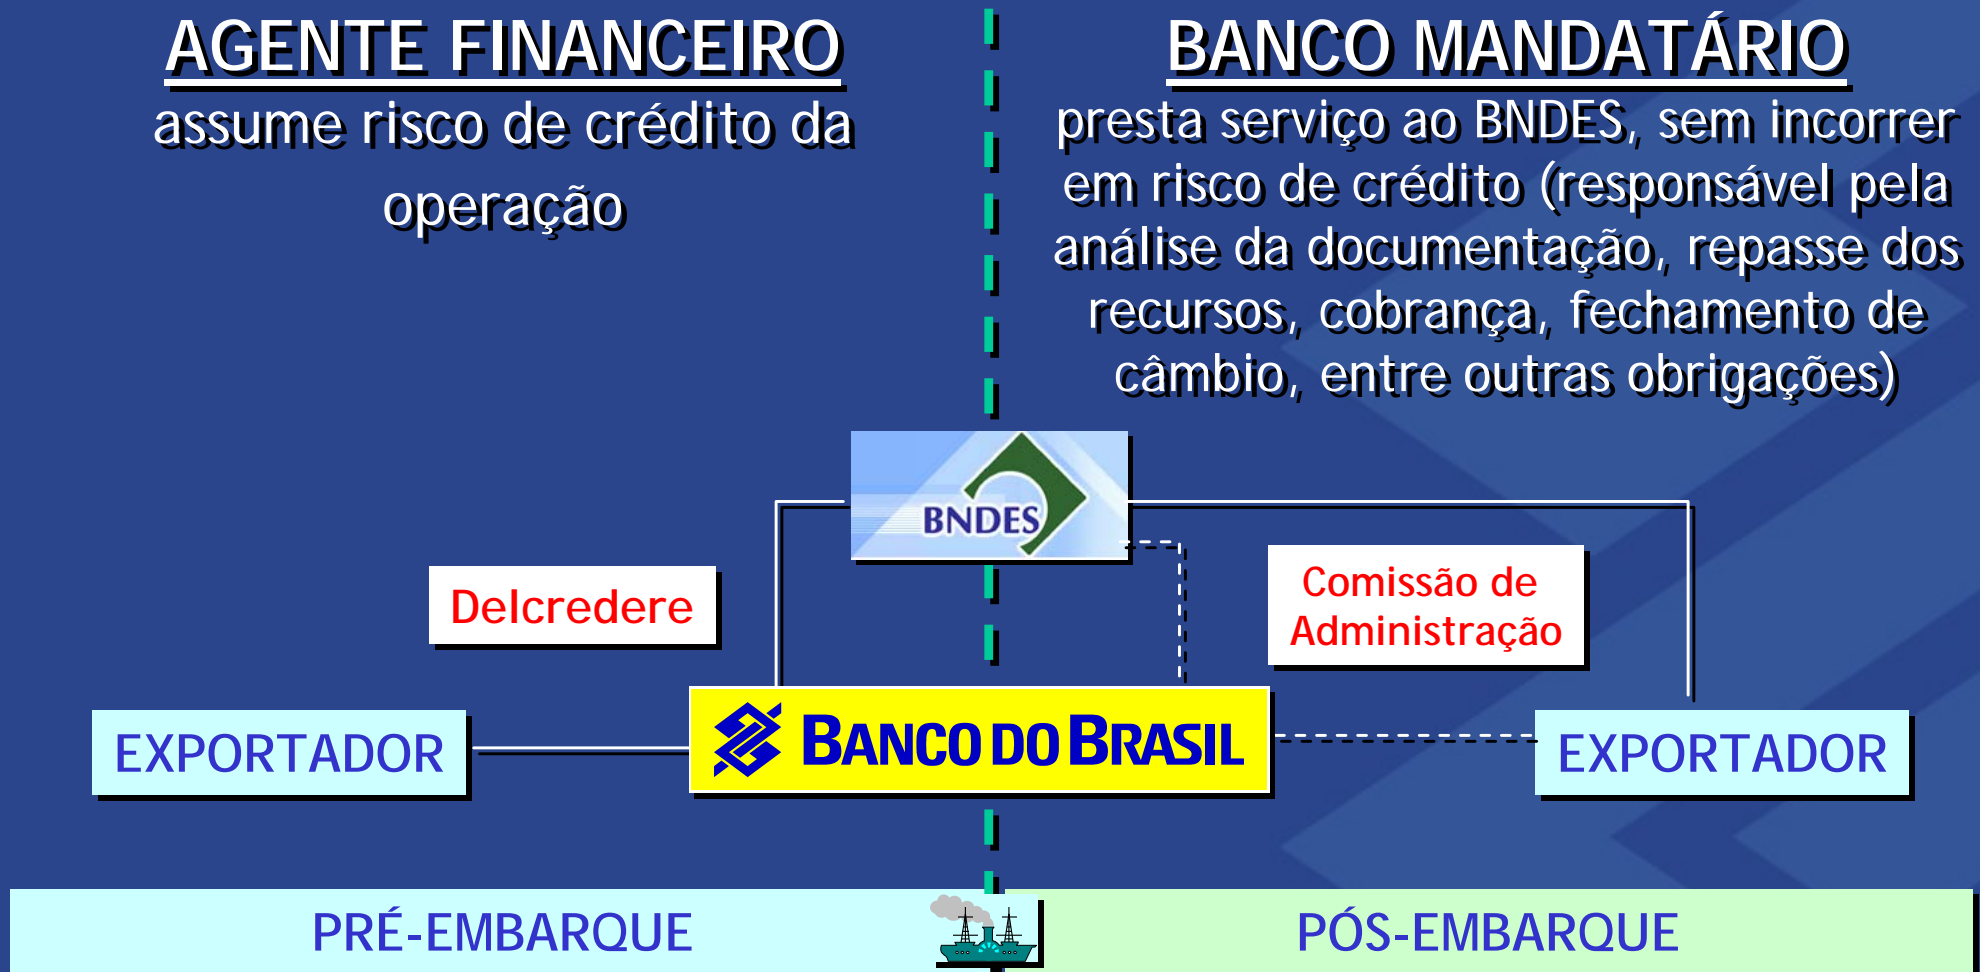 AGENTE FINANCEIRO
assume risco de crédito da
operação
BANCO MANDATÁRIO
presta serviço ao BNDES, sem incorrer
em risco de crédito (responsável pela
análise da documentação, repasse dos
recursos, cobrança, fechamento de
câmbio, entre outras obrigações)
BNDES
Delcredere
Comissão de
Administração
EXPORTADOR
BANCO DO BRASIL
EXPORTADOR
PRÉ-EMBARQUE
PÓS-EMBARQUE